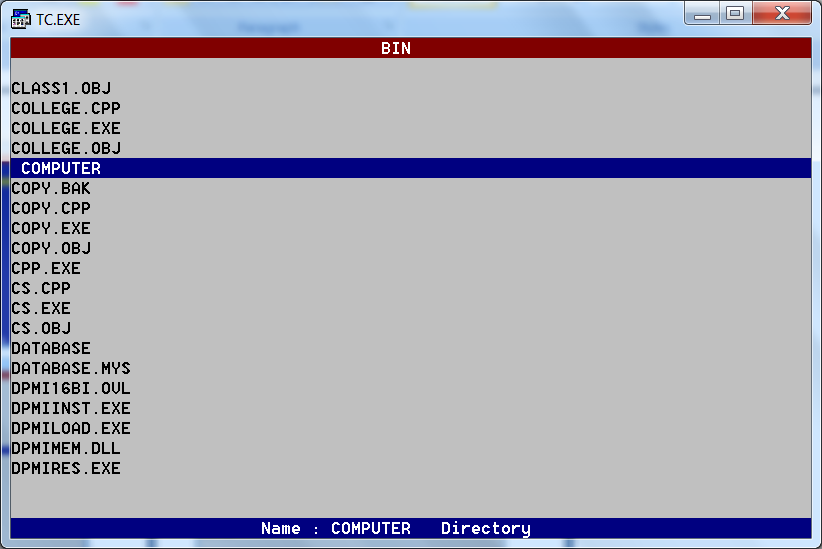 TC.EXE
BIN
CLASS1.OBJ
COLLEGE.CPP
COLLEGE.EXE
COLLEGE.OBJ
COMPUTER
COPY.BAK
COPY.CPP
COPY.EXE
COPY.OBJ
CPP.EXE
CS.CPP
CS.EXE
CS.OBJ
DATABASE
DATABASE.MYS
DPMI16BI.OVL
DPMIINST.EXE
DPMILOAD.EXE
DPMIMEM.DLL
DPMIRES.EXE
Name : COMPUTER Directory